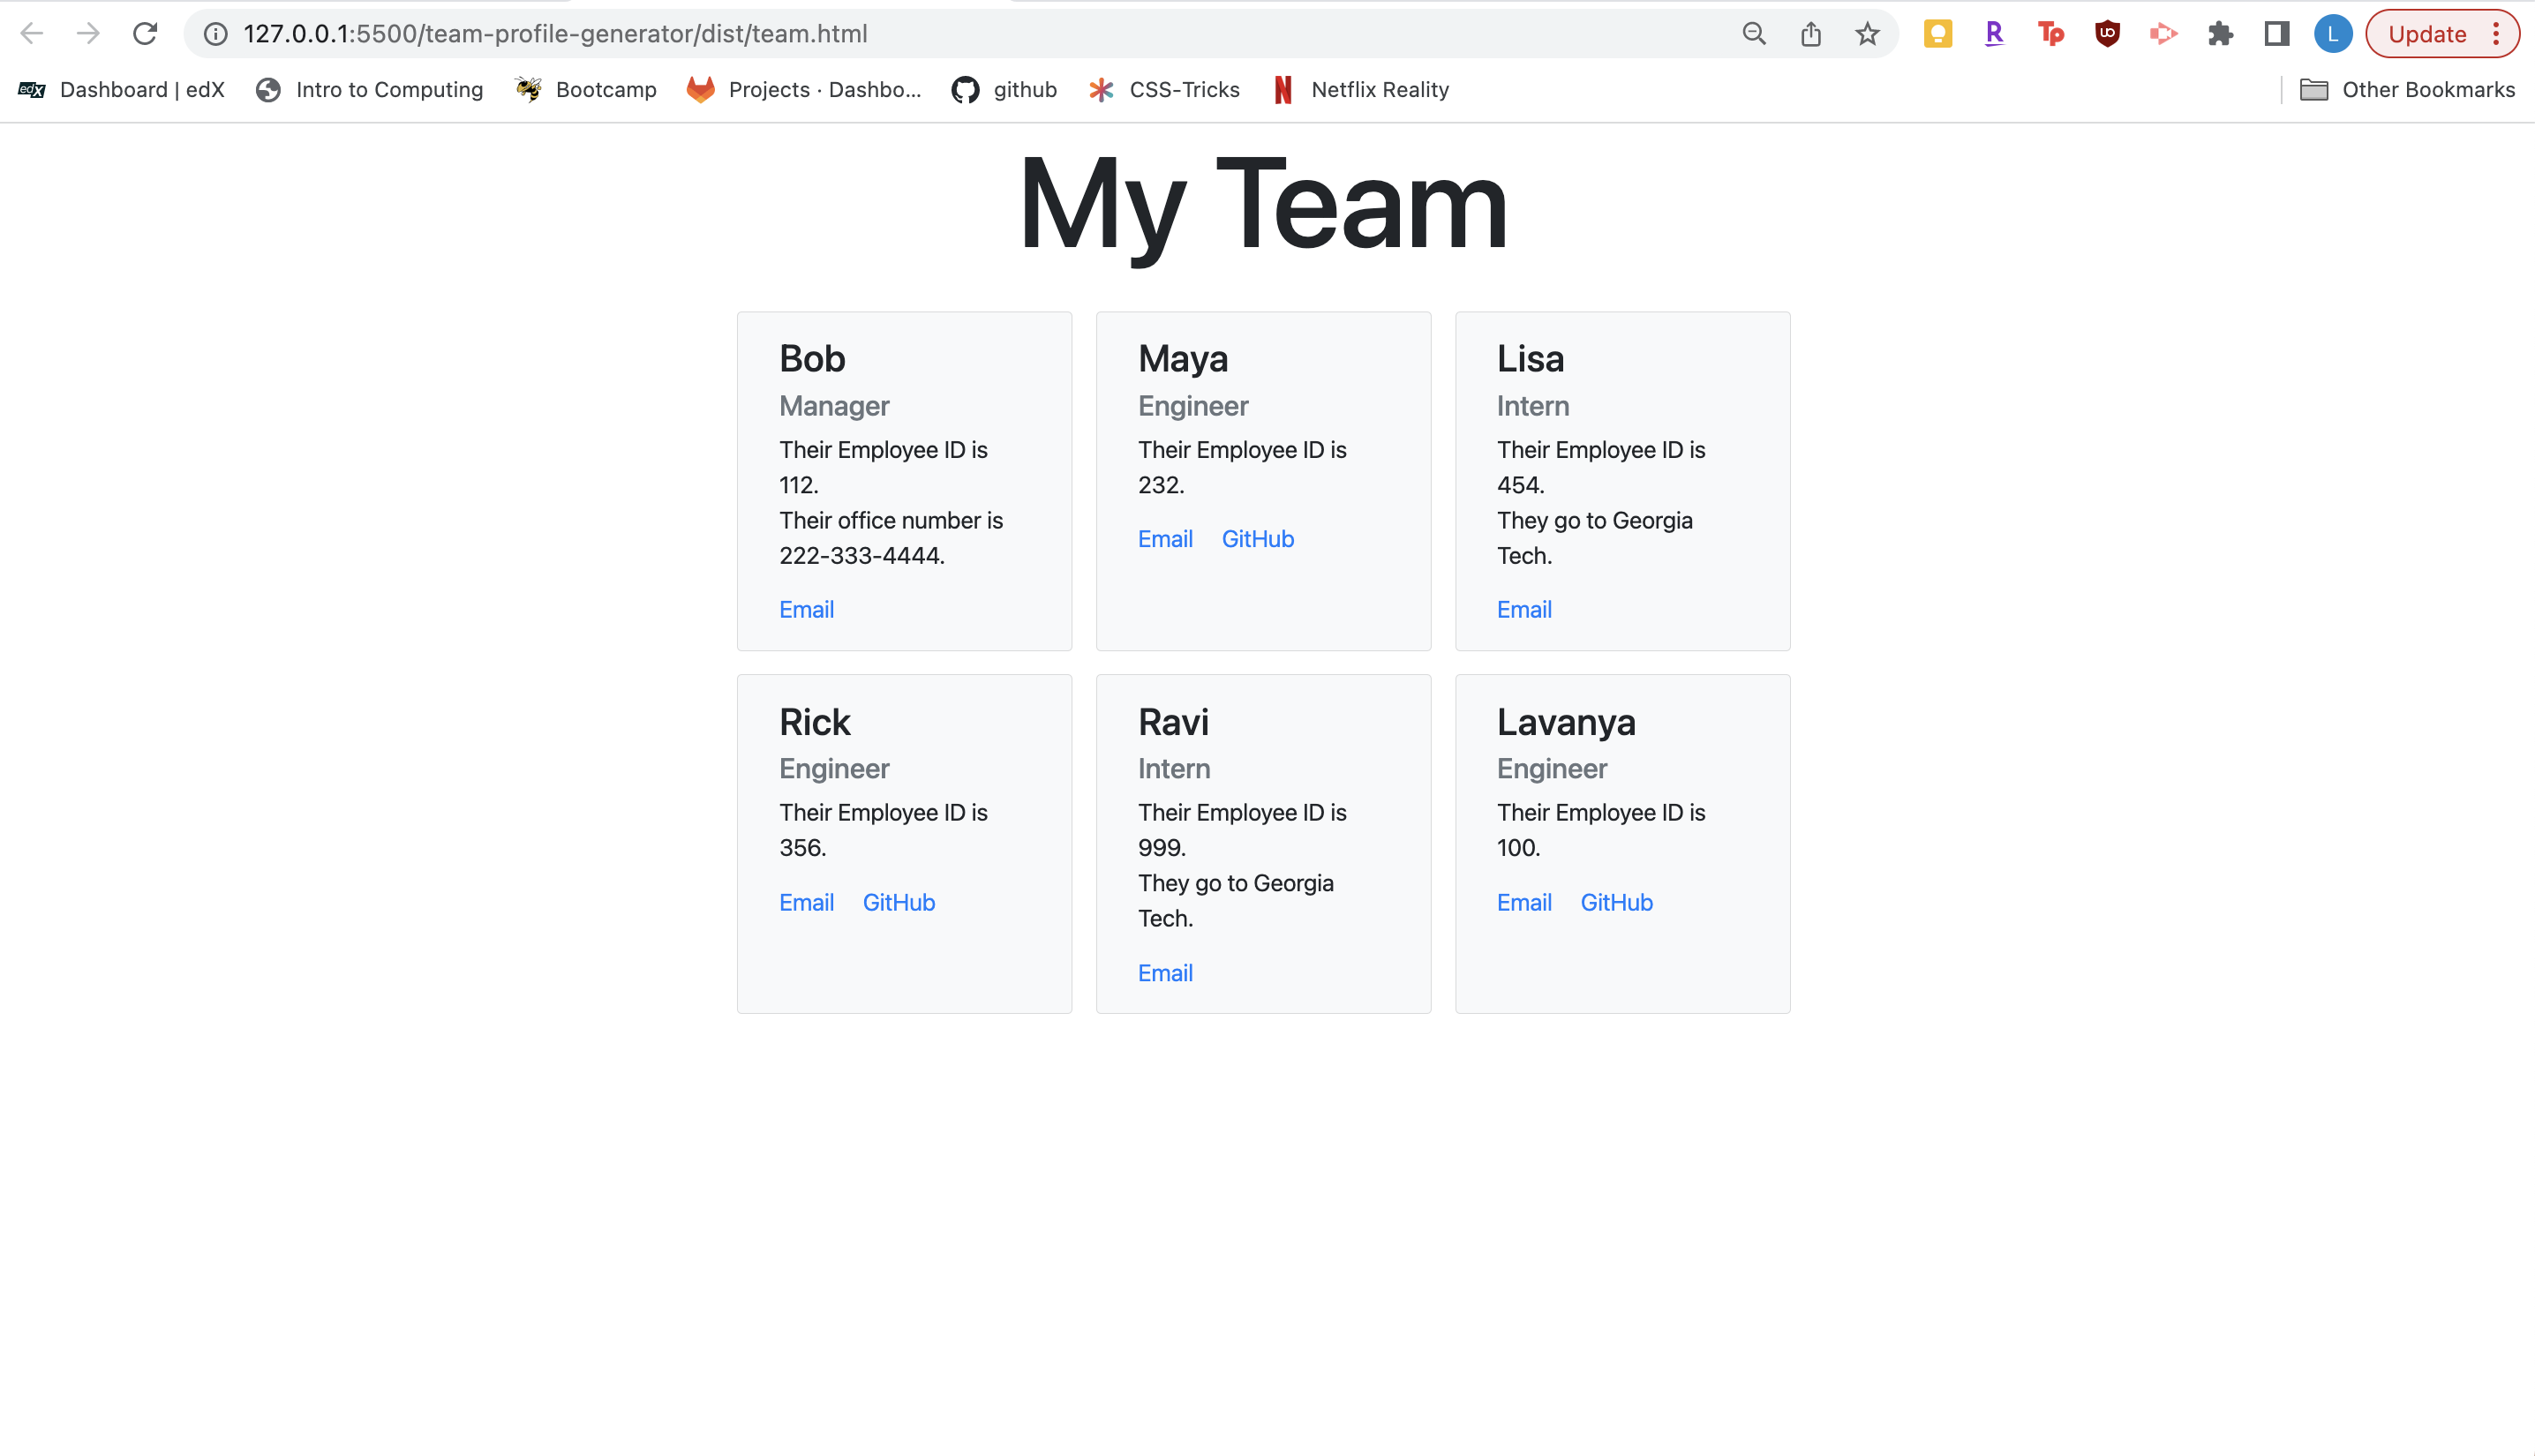 127.0.0.1:5500/team-profile-generator/dist/team.html
R
Tp
UO
L
Update
edX
Dashboard | edX
Intro to Computing
Bootcamp
Projects · Dashbo...
github
CSS-Tricks
N
Netflix Reality
Other Bookmarks
My Team
Bob
Manager
Their Employee ID is
112.
Their office number is
222-333-4444.
Email
Maya
Engineer
Their Employee ID is
232.
Email GitHub
Lisa
Intern
Their Employee ID is
454.
They go to Georgia
Tech.
Email
Rick
Engineer
Their Employee ID is
356.
Email GitHub
Ravi
Intern
Their Employee ID is
999.
They go to Georgia
Tech.
Email
Lavanya
Engineer
Their Employee ID is
100.
Email GitHub